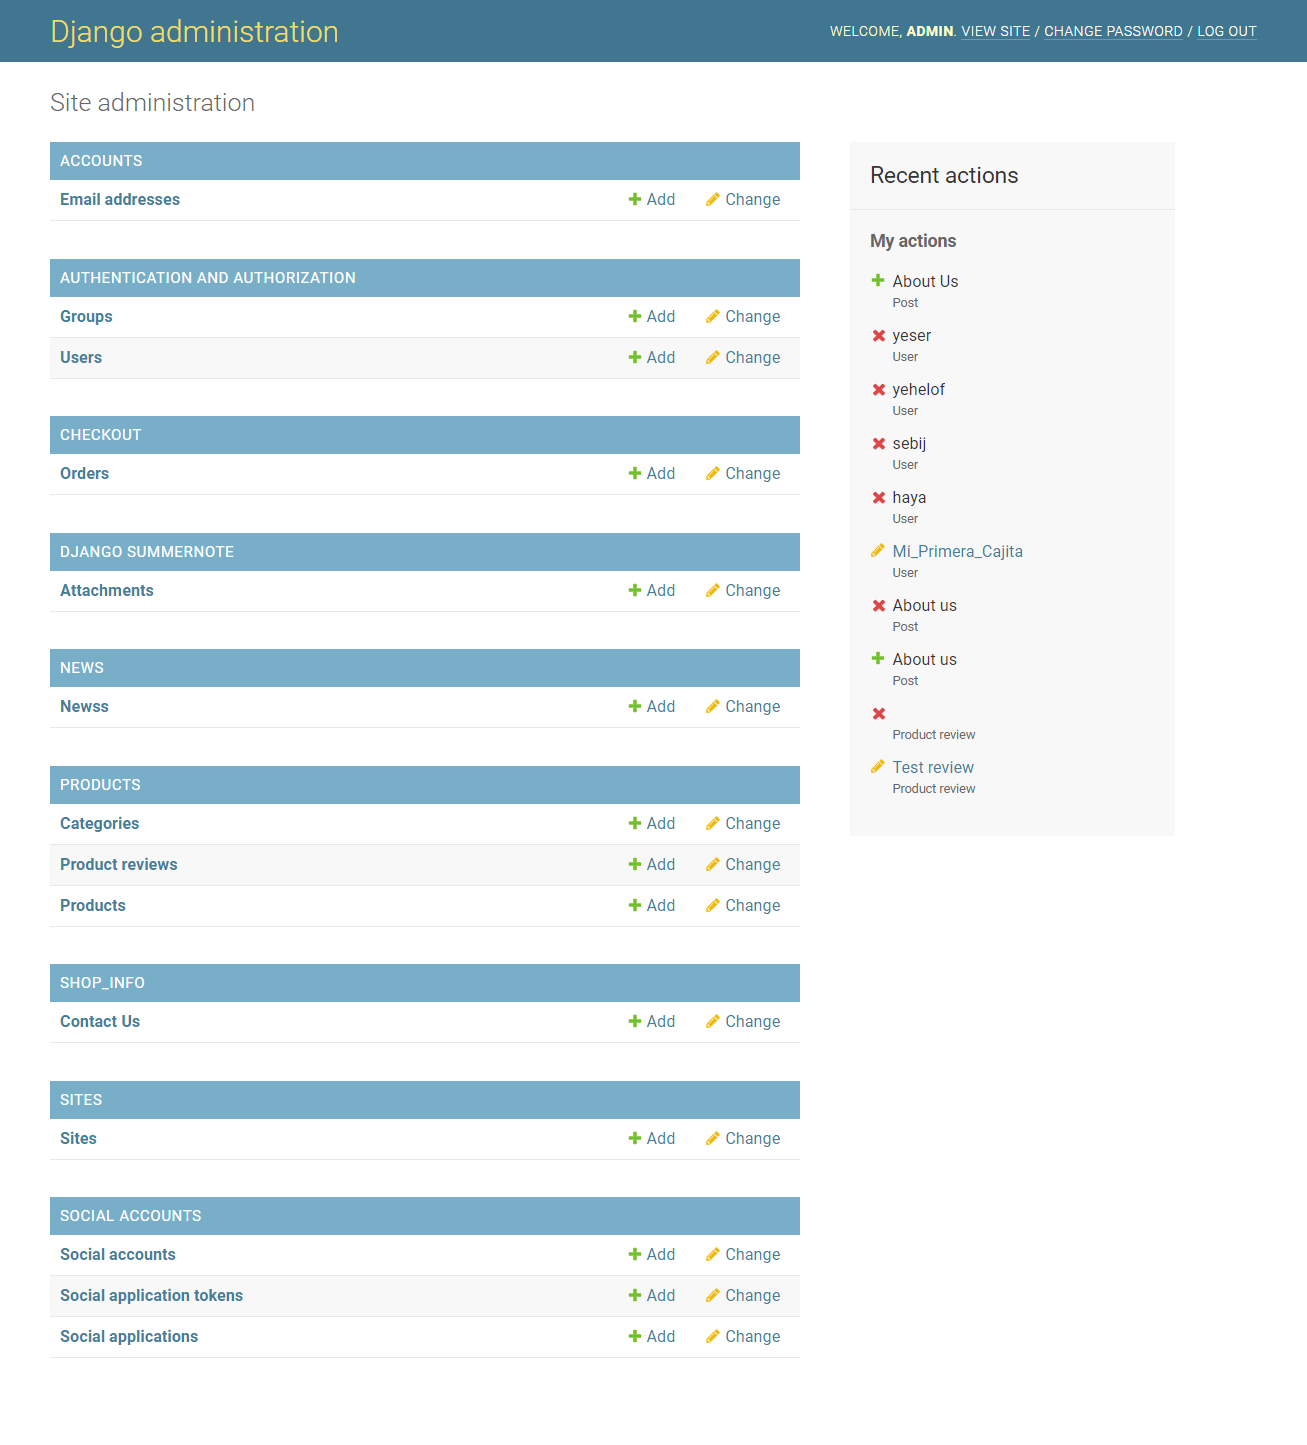 Django administration
WELCOME, ADMIN. VIEW SITE / CHANGE PASSWORD / LOG OUT
Site administration
ACCOUNTS
Email addresses Add Change
AUTHENTICATION AND AUTHORIZATION
Groups Add Change
Users Add Change
CHECKOUT
Orders Add Change
DJANGO SUMMERNOTE
Attachments Add Change
NEWS
Newss Add Change
PRODUCTS
Categories Add Change
Product reviews Add Change
Products Add Change
SHOP_INFO
Contact Us Add Change
SITES
Sites Add Change
SOCIAL ACCOUNTS
Social accounts Add Change
Social application tokens Add Change
Social applications Add Change
Recent actions
My actions
About Us
Post
yeser
User
yehelof
User
sebij
User
haya
User
Mi_Primera_Cajita
User
About us
Post
About us
Post
Product review
Test review
Product review